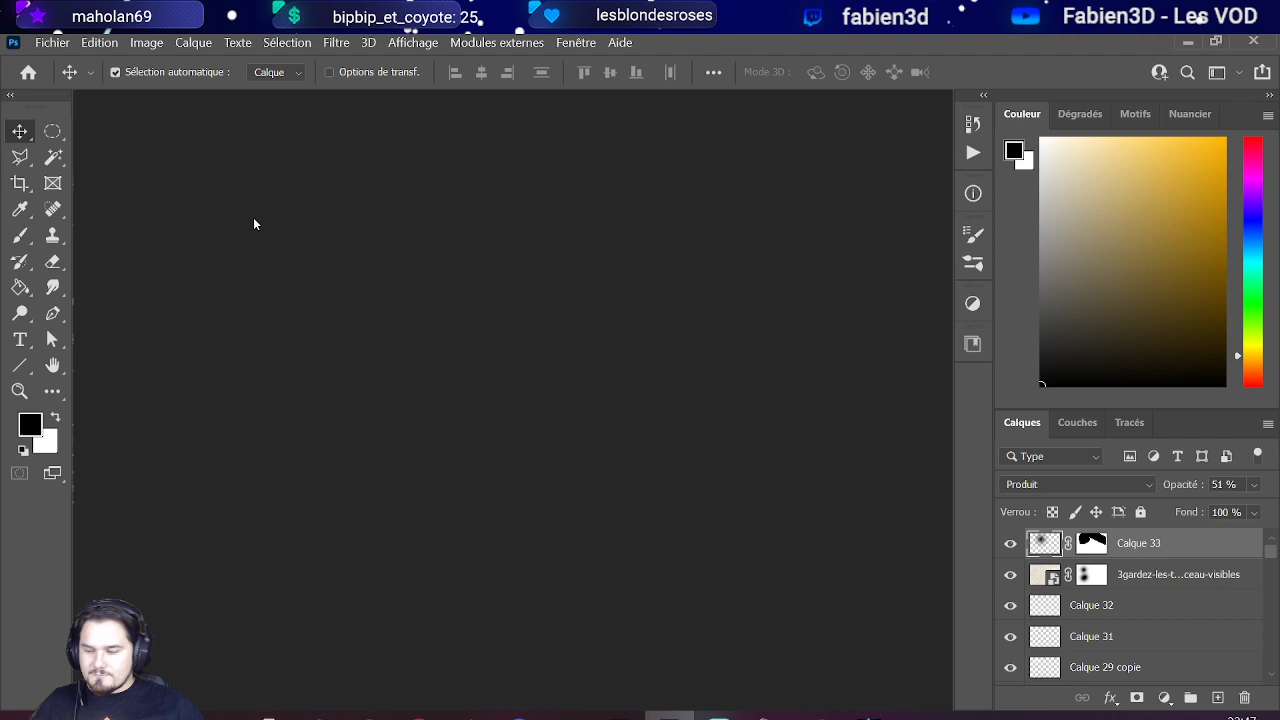 maholan69
bipbip_et_coyote: 25
lesblondesroses
fabien3d
Fabien3D - Les VOD
Ps
Fichier Edition Image Calque Texte Sélection Filtre 3D Affichage Modules externes Fenêtre Aide
Sélection automatique : Calque Options de transf. Mode 3D :
Couleur Dégradés Motifs Nuancier
Calques Couches Tracés
Type
Produit Opacité : 51 %
Verrou : Fond : 100 %
Calque 33
3gardez-les-t...ceau-visibles
Calque 32
Calque 31
Calque 29 copie